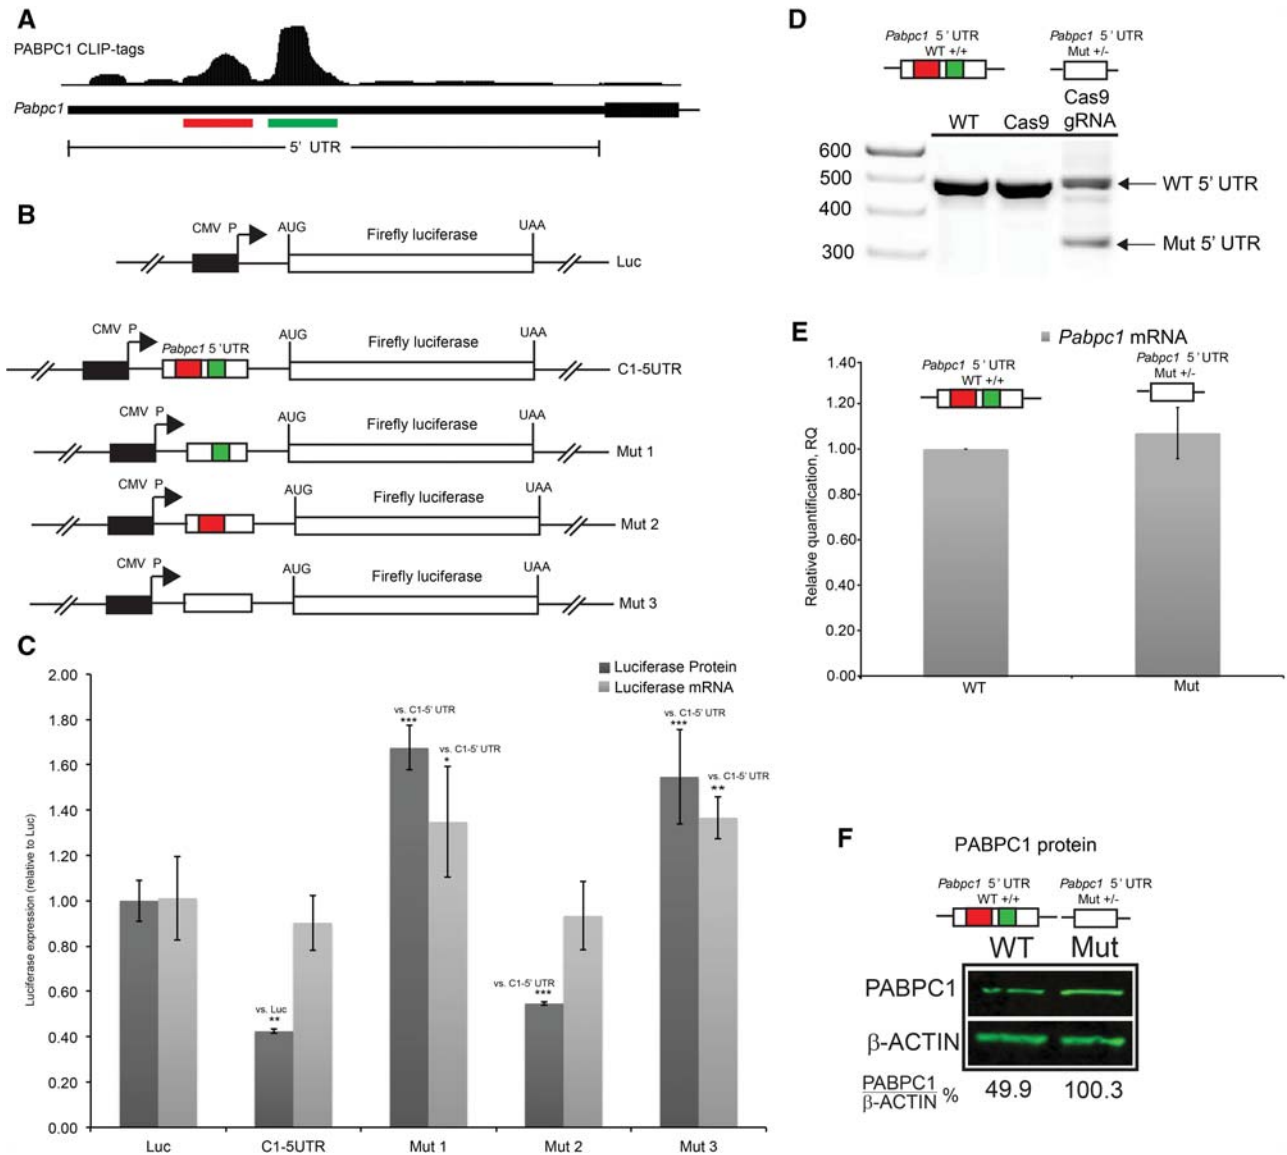 A
PABPC1 CLIP-tags
Pabpc1
5' UTR
B
CMV P
AUG
Firefly luciferase
UAA
Luc
CMV P
Pabpc1 5'UTR
AUG
Firefly luciferase
UAA
C1-5UTR
CMV P
AUG
Firefly luciferase
UAA
Mut 1
CMV P
AUG
Firefly luciferase
UAA
Mut 2
CMV P
AUG
Firefly luciferase
UAA
Mut 3
C
Luciferase Protein
Luciferase mRNA
Luciferase expression (relative to Luc)
2.00
1.80
1.60
1.40
1.20
1.00
0.80
0.60
0.40
0.20
0.00
vs. Luc
**
vs. C1-5' UTR
***
vs. C1-5' UTR
*
vs. C1-5' UTR
***
vs. C1-5' UTR
***
vs. C1-5' UTR
**
Luc
C1-5UTR
Mut 1
Mut 2
Mut 3
D
Pabpc1 5' UTR
WT +/+
Pabpc1 5' UTR
Mut +/-
WT
Cas9
Cas9
gRNA
600
500
400
300
WT 5' UTR
Mut 5' UTR
E
Pabpc1 mRNA
Pabpc1 5' UTR
WT +/+
Pabpc1 5' UTR
Mut +/-
Relative quantification, RQ
1.40
1.20
1.00
0.80
0.60
0.40
0.20
0.00
WT
Mut
F
PABPC1 protein
Pabpc1 5' UTR
WT +/+
Pabpc1 5' UTR
Mut +/-
WT
Mut
PABPC1
β-ACTIN
PABPC1
β-ACTIN %
49.9
100.3